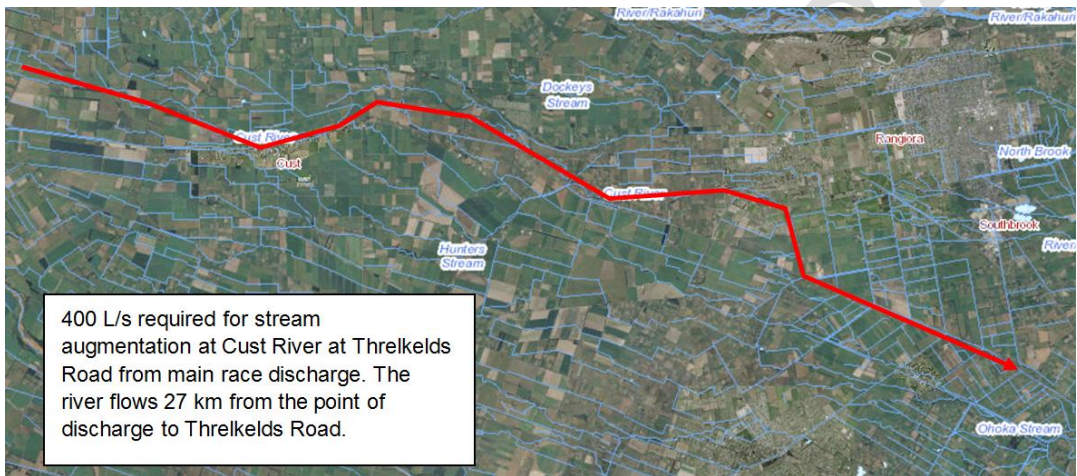 River/Rakahuri
River/Rakahuri
Dockeys
Stream
Cust River
Cust
Rangiora
North Brook
Cust River
Southbrook
Hunters
Stream
River/
400 L/s required for stream
augmentation at Cust River at Threlkelds
Road from main race discharge. The
river flows 27 km from the point of
discharge to Threlkelds Road.
Ohoka Stream